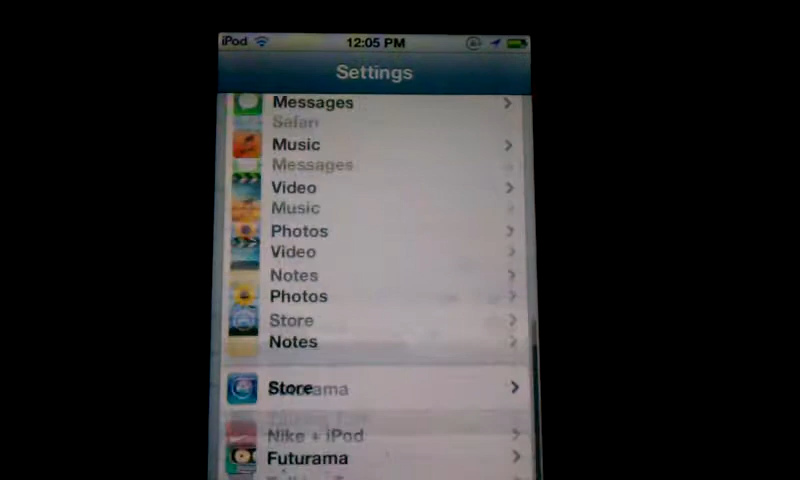 iPod 12:05 PM
Settings
Messages
Safari
Music
Messages
Video
Music
Photos
Video
Notes
Photos
Store
Notes
Store
Futurama
Nike + iPod
Futurama